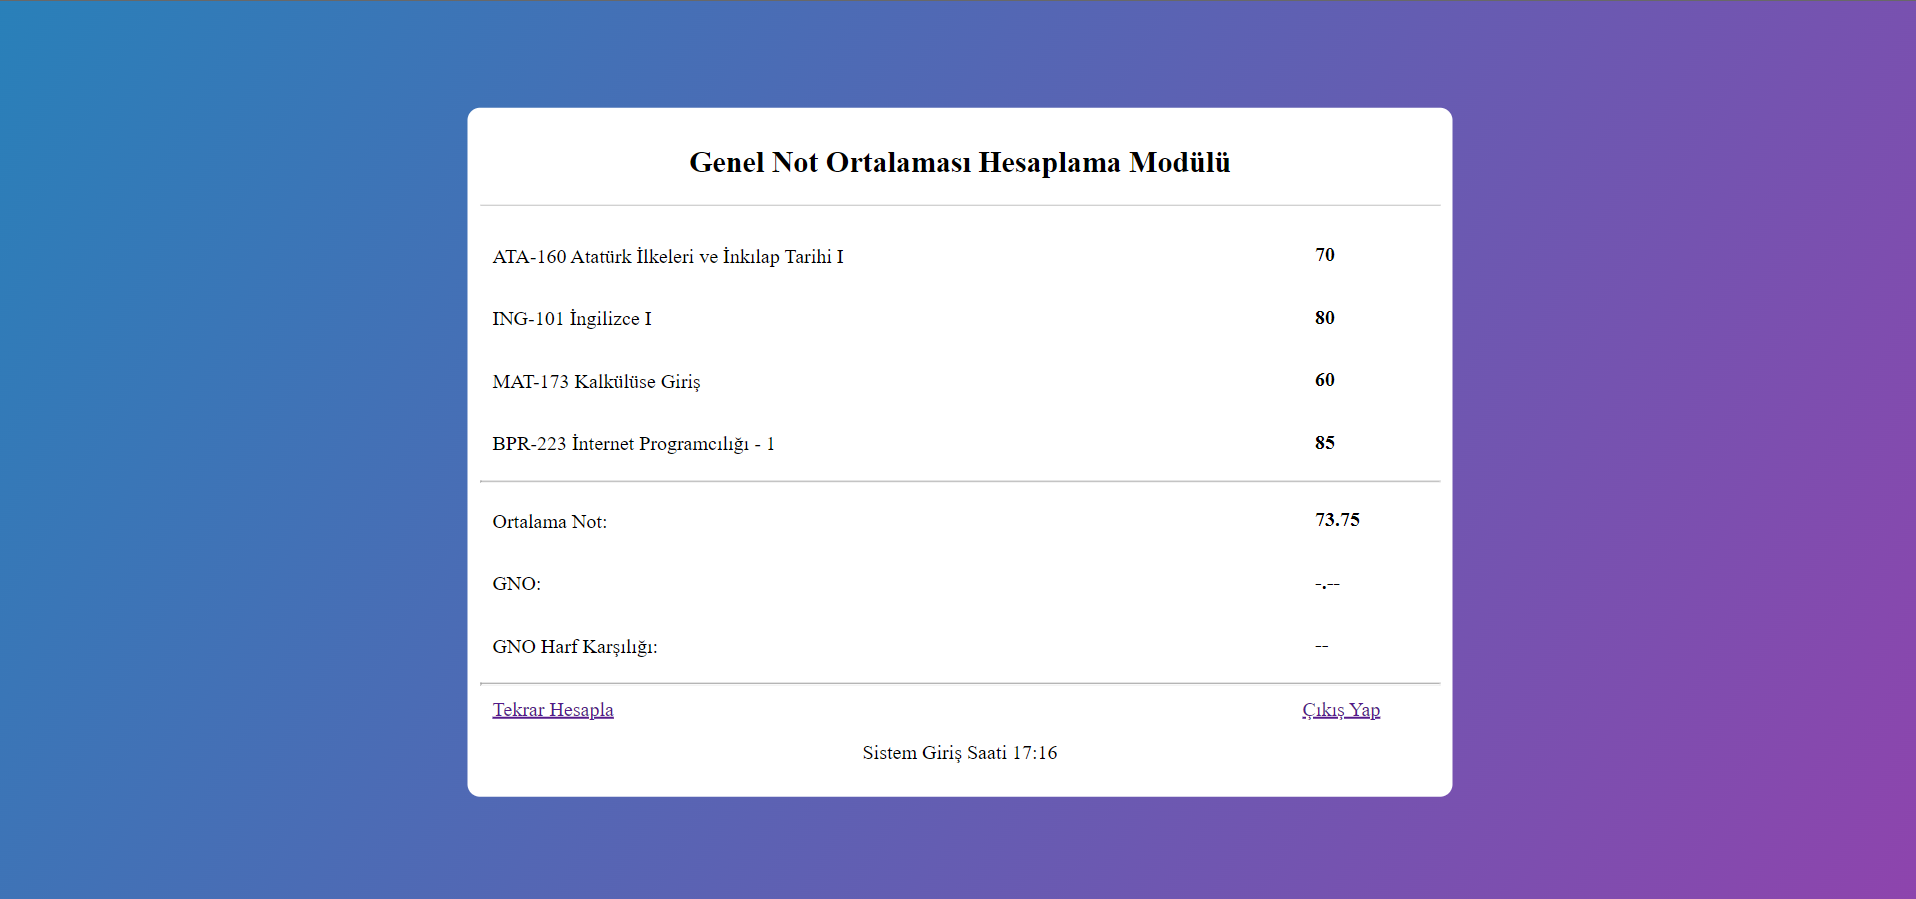 Genel Not Ortalaması Hesaplama Modülü
ATA-160 Atatürk İlkeleri ve İnkılap Tarihi I 70
ING-101 İngilizce I 80
MAT-173 Kalkülüse Giriş 60
BPR-223 İnternet Programcılığı - 1 85
Ortalama Not: 73.75
GNO: -.--
GNO Harf Karşılığı: --
Tekrar Hesapla Çıkış Yap
Sistem Giriş Saati 17:16